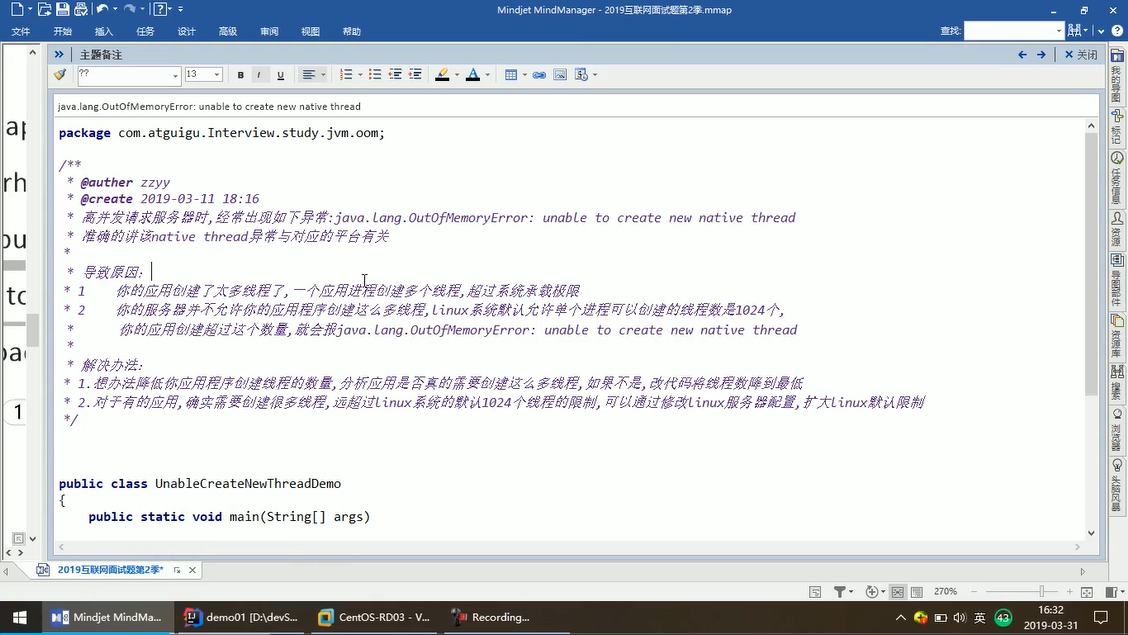 Mindjet MindManager - 2019互联网面试题第2季.mmap
文件 开始 插入 任务 设计 高级 审阅 视图 帮助 查找:
主题备注 关闭
?? 13 B I U
java.lang.OutOfMemoryError: unable to create new native thread
package com.atguigu.Interview.study.jvm.oom;
/**
* @auther zzyy
* @create 2019-03-11 18:16
* 高并发请求服务器时,经常出现如下异常:java.lang.OutOfMemoryError: unable to create new native thread
* 准确的讲该native thread异常与对应的平台有关
*
* 导致原因:
* 1 你的应用创建了太多线程了,一个应用进程创建多个线程,超过系统承载极限
* 2 你的服务器并不允许你的应用程序创建这么多线程,linux系统默认允许单个进程可以创建的线程数是1024个,
* 你的应用创建超过这个数量,就会报java.lang.OutOfMemoryError: unable to create new native thread
*
* 解决办法:
* 1.想办法降低你应用程序创建线程的数量,分析应用是否真的需要创建这么多线程,如果不是,改代码将线程数降到最低
* 2.对于有的应用,确实需要创建很多线程,远超过linux系统的默认1024个线程的限制,可以通过修改linux服务器配置,扩大linux默认限制
*/
public class UnableCreateNewThreadDemo
{
public static void main(String[] args)
ap
rh
to
1
我的导图
标记
任务信息
资源
导图部件
资源库
搜索
浏览器
头脑风暴
2019互联网面试题第2季*
270%
Mindjet MindMa... demo01 [D:\devS... CentOS-RD03 - V... Recording...
英 43 16:32
2019-03-31